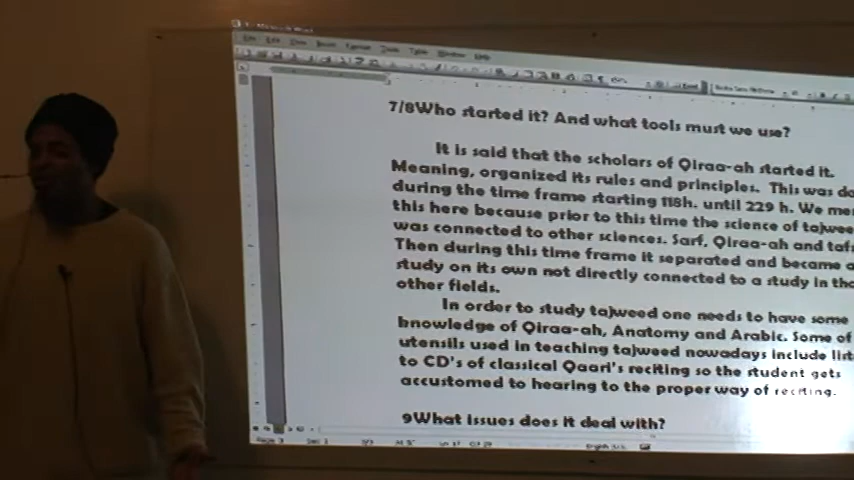 7/8Who started it? And what tools must we use?
It is said that the scholars of Qiraa-ah started it.
Meaning, organized its rules and principles. This was do
during the time frame starting 118h. until 229 h. We me
this here because prior to this time the science of tajwee
was connected to other sciences. Sarf, Qiraa-ah and tafs
Then during this time frame it separated and became a
study on its own not directly connected to a study in tho
other fields.
In order to study tajweed one needs to have some
knowledge of Qiraa-ah, Anatomy and Arabic. Some of
utensils used in teaching tajweed nowadays include list
to CD's of classical Qaari's reciting so the student gets
accustomed to hearing to the proper way of reciting.
9What issues does it deal with?